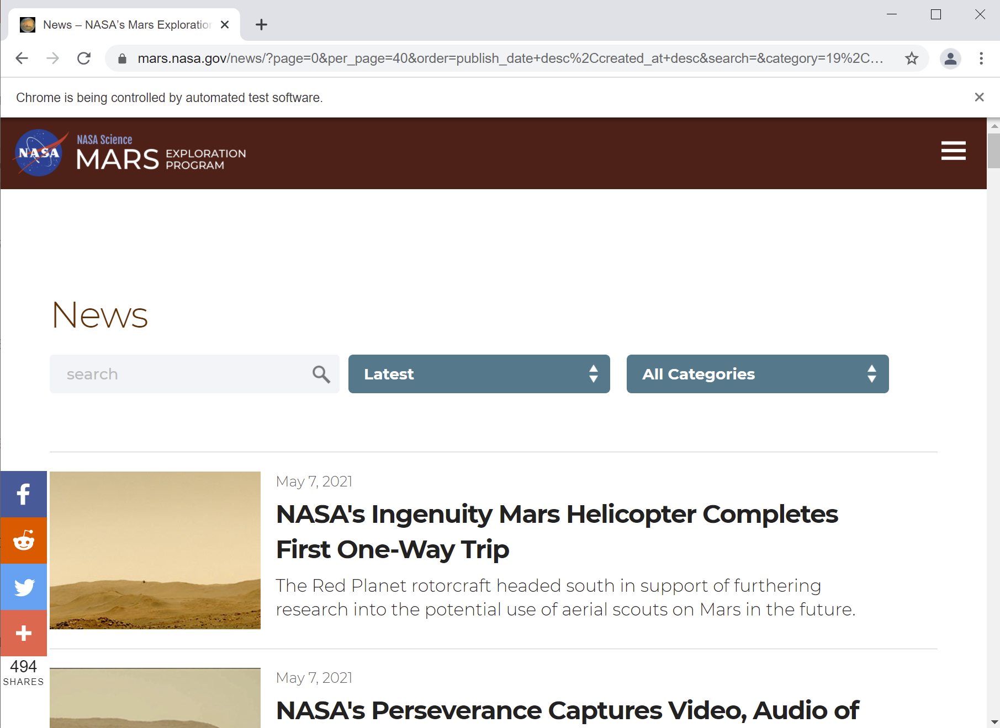 News – NASA's Mars Exploration
mars.nasa.gov/news/?page=0&per_page=40&order=publish_date+desc%2Ccreated_at+desc&search=&category=19%2C...
Chrome is being controlled by automated test software.
NASA
NASA Science
MARS EXPLORATION PROGRAM
News
search
Latest
All Categories
May 7, 2021
NASA's Ingenuity Mars Helicopter Completes
First One-Way Trip
The Red Planet rotorcraft headed south in support of furthering
research into the potential use of aerial scouts on Mars in the future.
494
SHARES
May 7, 2021
NASA's Perseverance Captures Video, Audio of